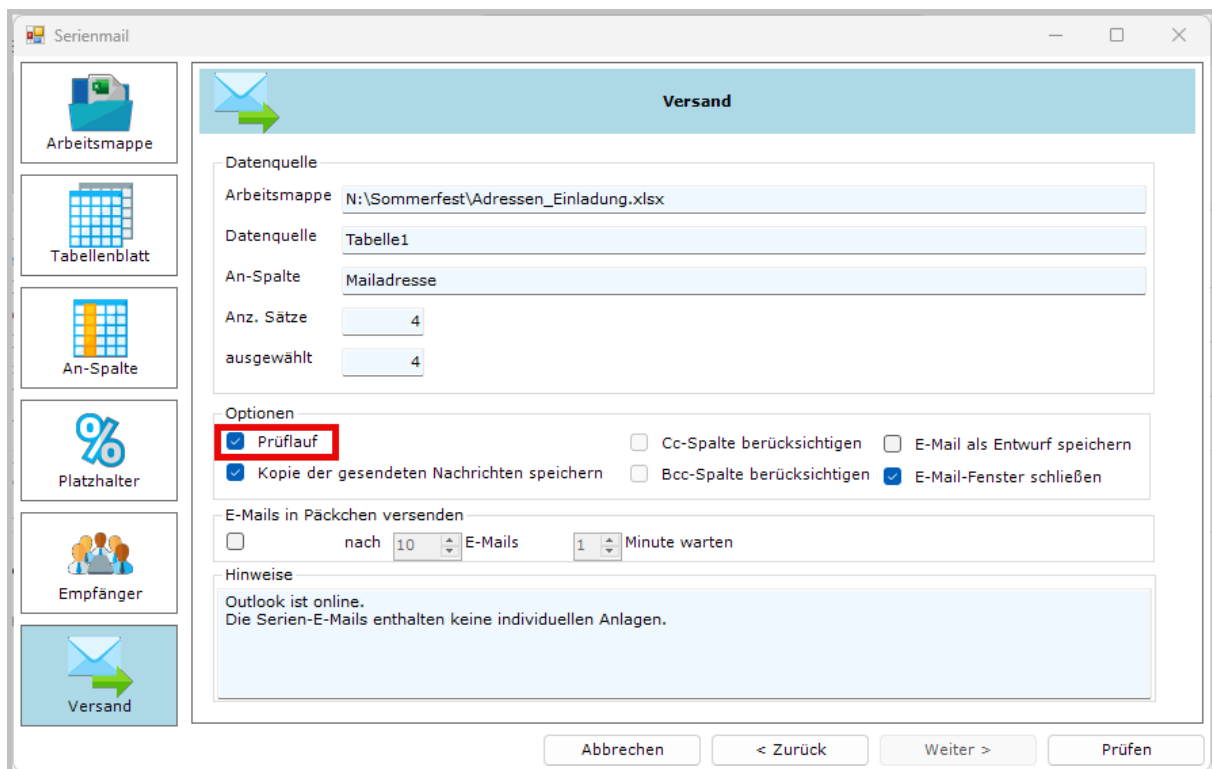 Serienmail
Arbeitsmappe
Tabellenblatt
An-Spalte
Platzhalter
Empfänger
Versand
Versand
Datenquelle
Arbeitsmappe N:\Sommerfest\Adressen_Einladung.xlsx
Datenquelle Tabelle1
An-Spalte Mailadresse
Anz. Sätze 4
ausgewählt 4
Optionen
Prüflauf Cc-Spalte berücksichtigen E-Mail als Entwurf speichern
Kopie der gesendeten Nachrichten speichern Bcc-Spalte berücksichtigen E-Mail-Fenster schließen
E-Mails in Päckchen versenden
nach 10 E-Mails 1 Minute warten
Hinweise
Outlook ist online.
Die Serien-E-Mails enthalten keine individuellen Anlagen.
Abbrechen < Zurück Weiter > Prüfen